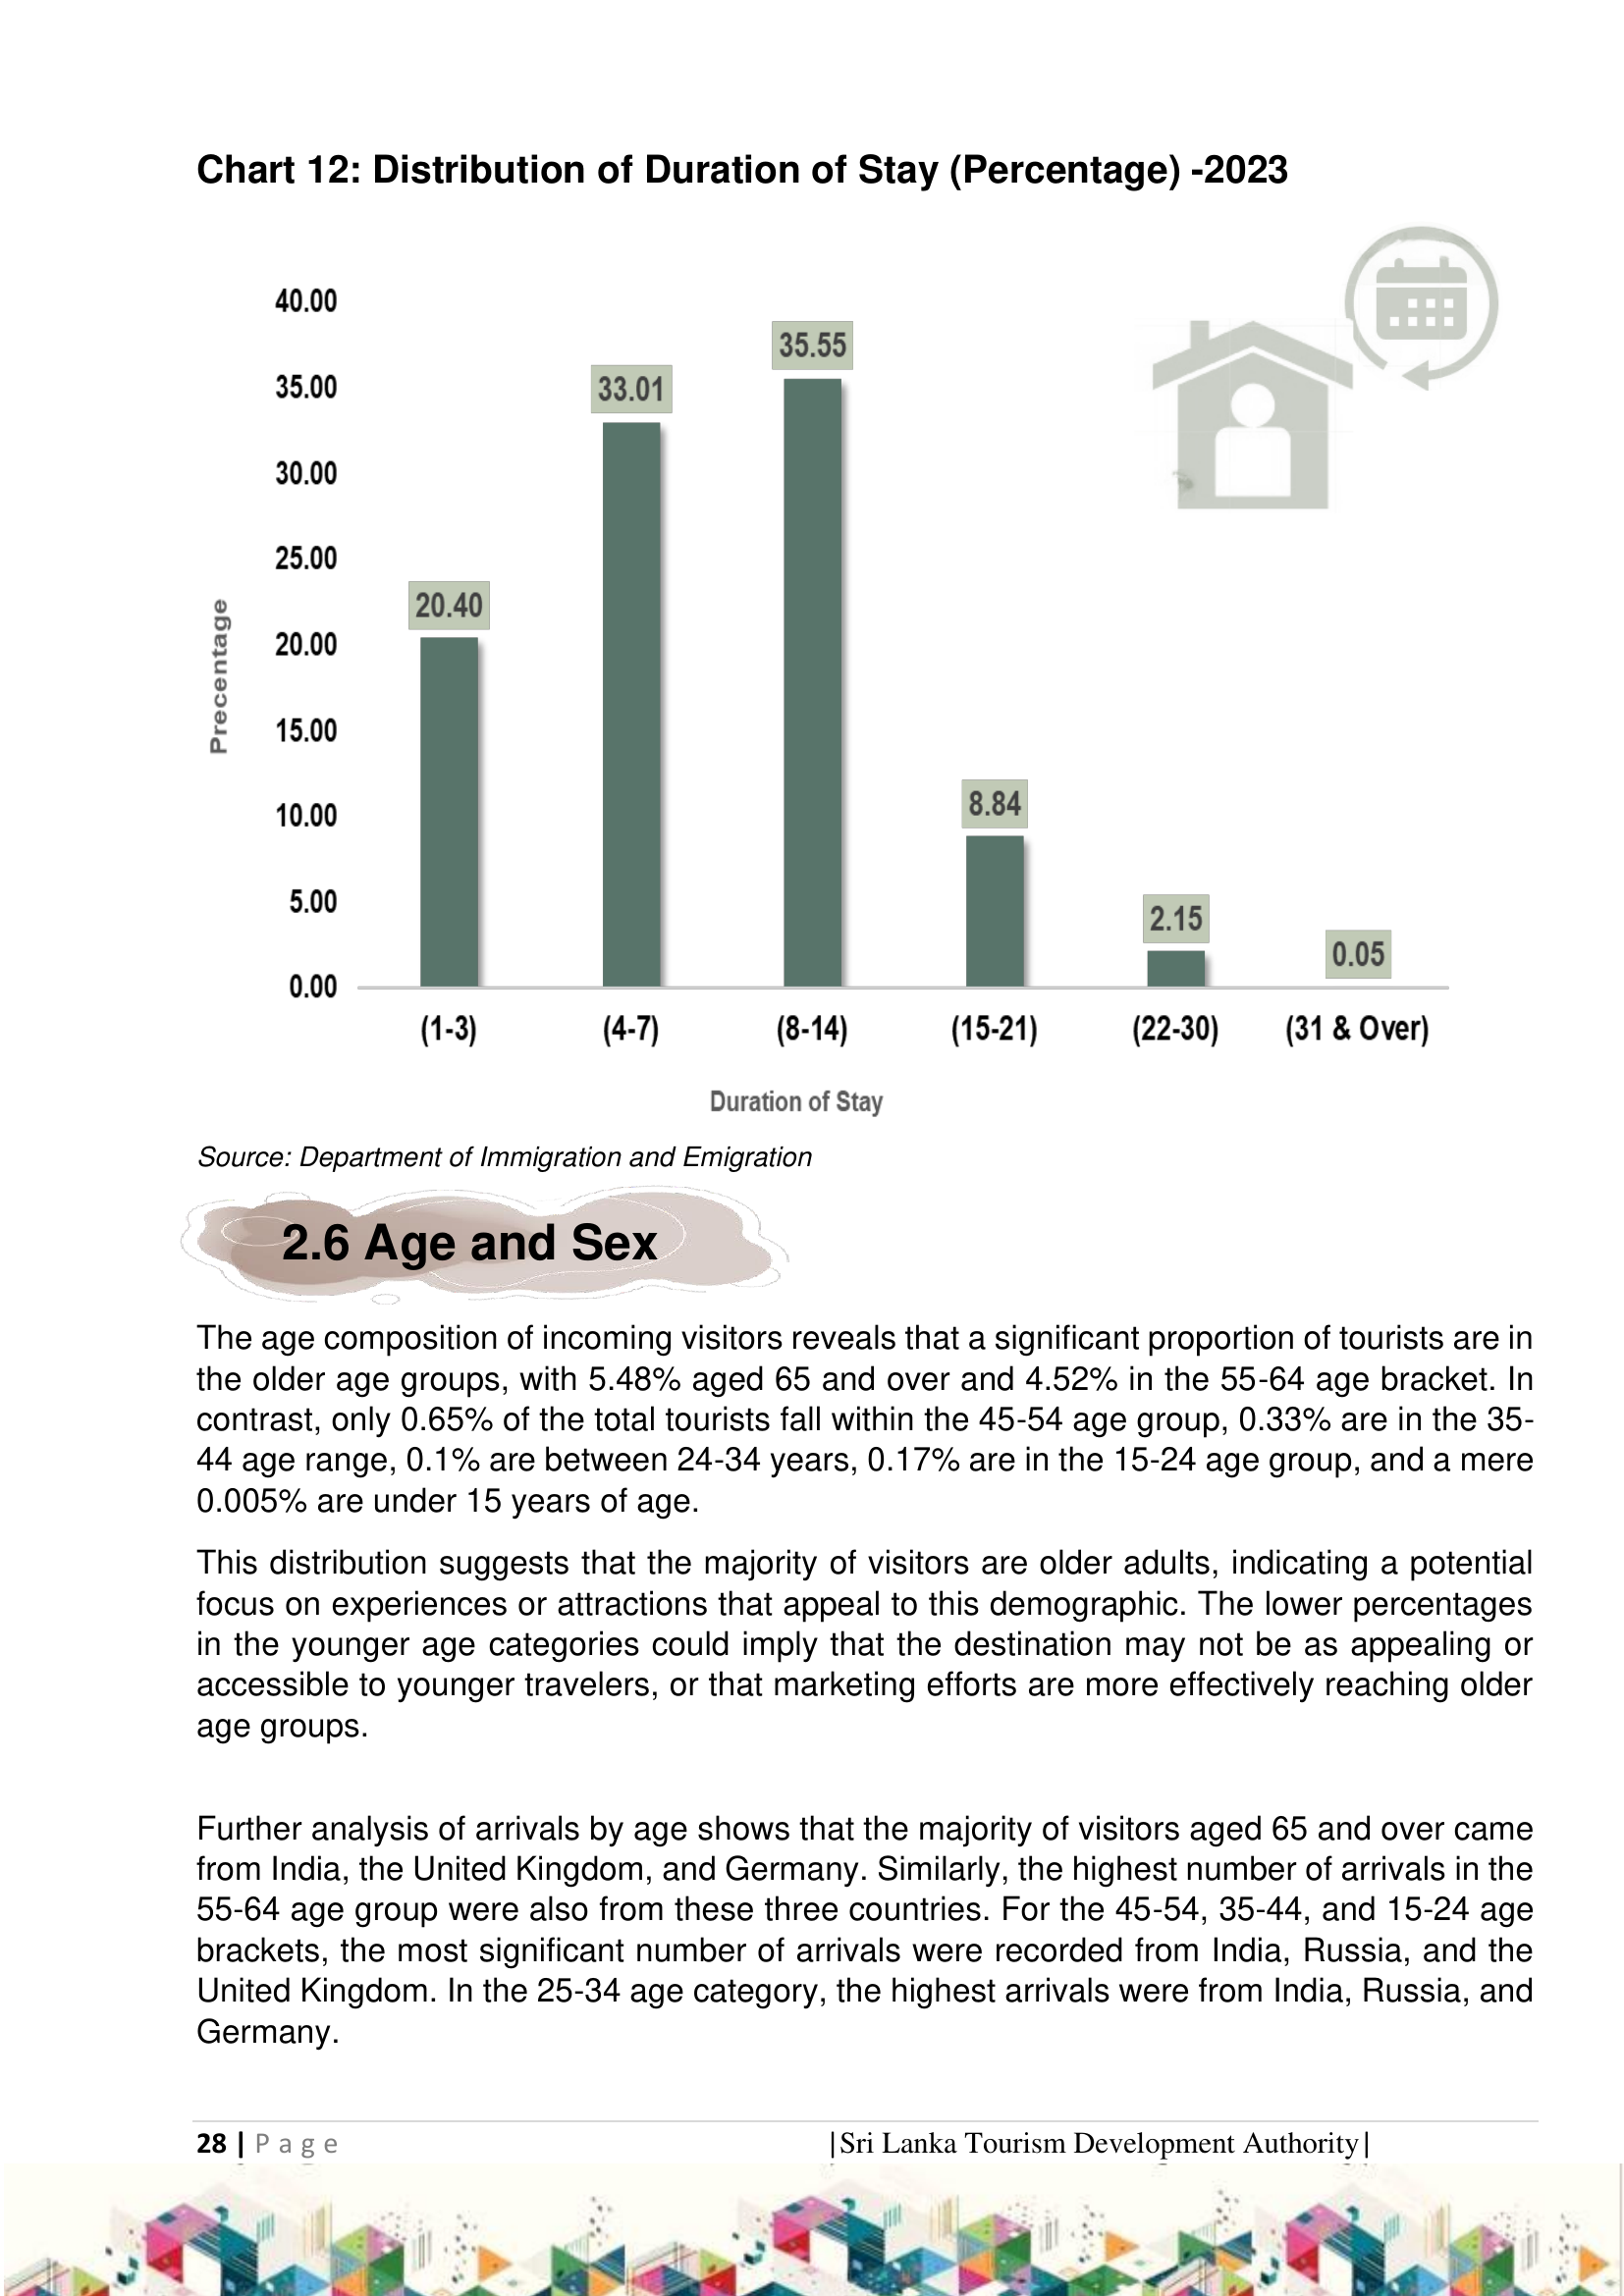 Chart 12: Distribution of Duration of Stay (Percentage) -2023
40.00
35.00
30.00
25.00
20.00
15.00
10.00
5.00
0.00
Precentage
20.40
33.01
35.55
8.84
2.15
0.05
(1-3) (4-7) (8-14) (15-21) (22-30) (31 & Over)
Duration of Stay
Source: Department of Immigration and Emigration
2.6 Age and Sex
The age composition of incoming visitors reveals that a significant proportion of tourists are in
the older age groups, with 5.48% aged 65 and over and 4.52% in the 55-64 age bracket. In
contrast, only 0.65% of the total tourists fall within the 45-54 age group, 0.33% are in the 35-
44 age range, 0.1% are between 24-34 years, 0.17% are in the 15-24 age group, and a mere
0.005% are under 15 years of age.
This distribution suggests that the majority of visitors are older adults, indicating a potential
focus on experiences or attractions that appeal to this demographic. The lower percentages
in the younger age categories could imply that the destination may not be as appealing or
accessible to younger travelers, or that marketing efforts are more effectively reaching older
age groups.
Further analysis of arrivals by age shows that the majority of visitors aged 65 and over came
from India, the United Kingdom, and Germany. Similarly, the highest number of arrivals in the
55-64 age group were also from these three countries. For the 45-54, 35-44, and 15-24 age
brackets, the most significant number of arrivals were recorded from India, Russia, and the
United Kingdom. In the 25-34 age category, the highest arrivals were from India, Russia, and
Germany.
28 | Page |Sri Lanka Tourism Development Authority|